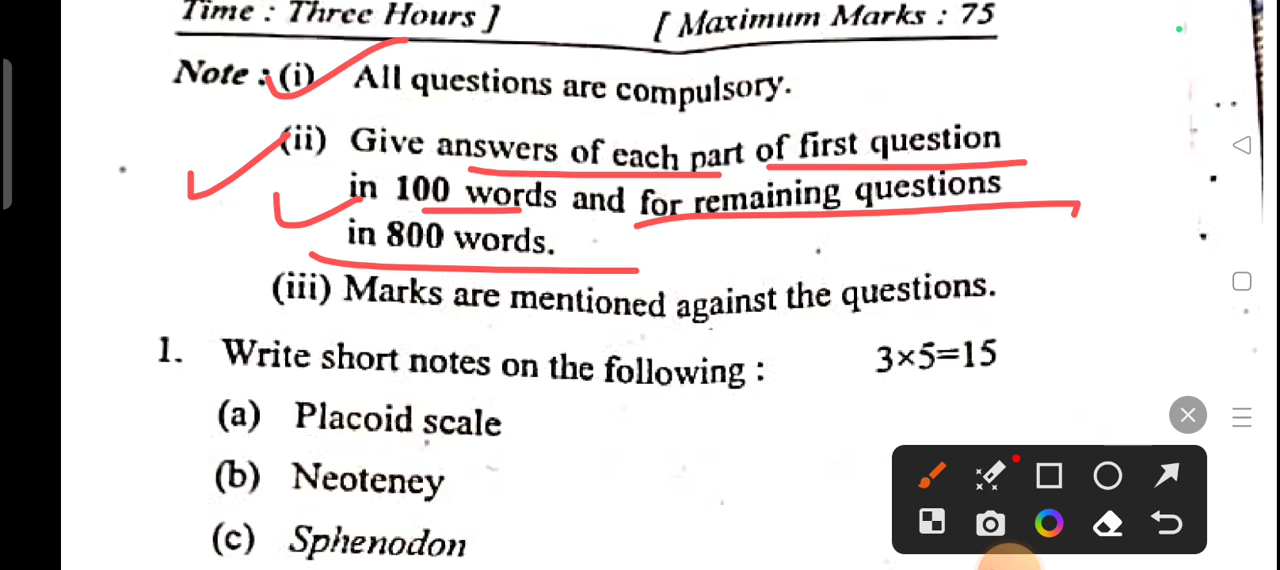 Time : Three Hours ] [ Maximum Marks : 75
Note : (i) All questions are compulsory.
(ii) Give answers of each part of first question
in 100 words and for remaining questions
in 800 words.
(iii) Marks are mentioned against the questions.
1. Write short notes on the following : 3×5=15
(a) Placoid scale
(b) Neoteney
(c) Sphenodon